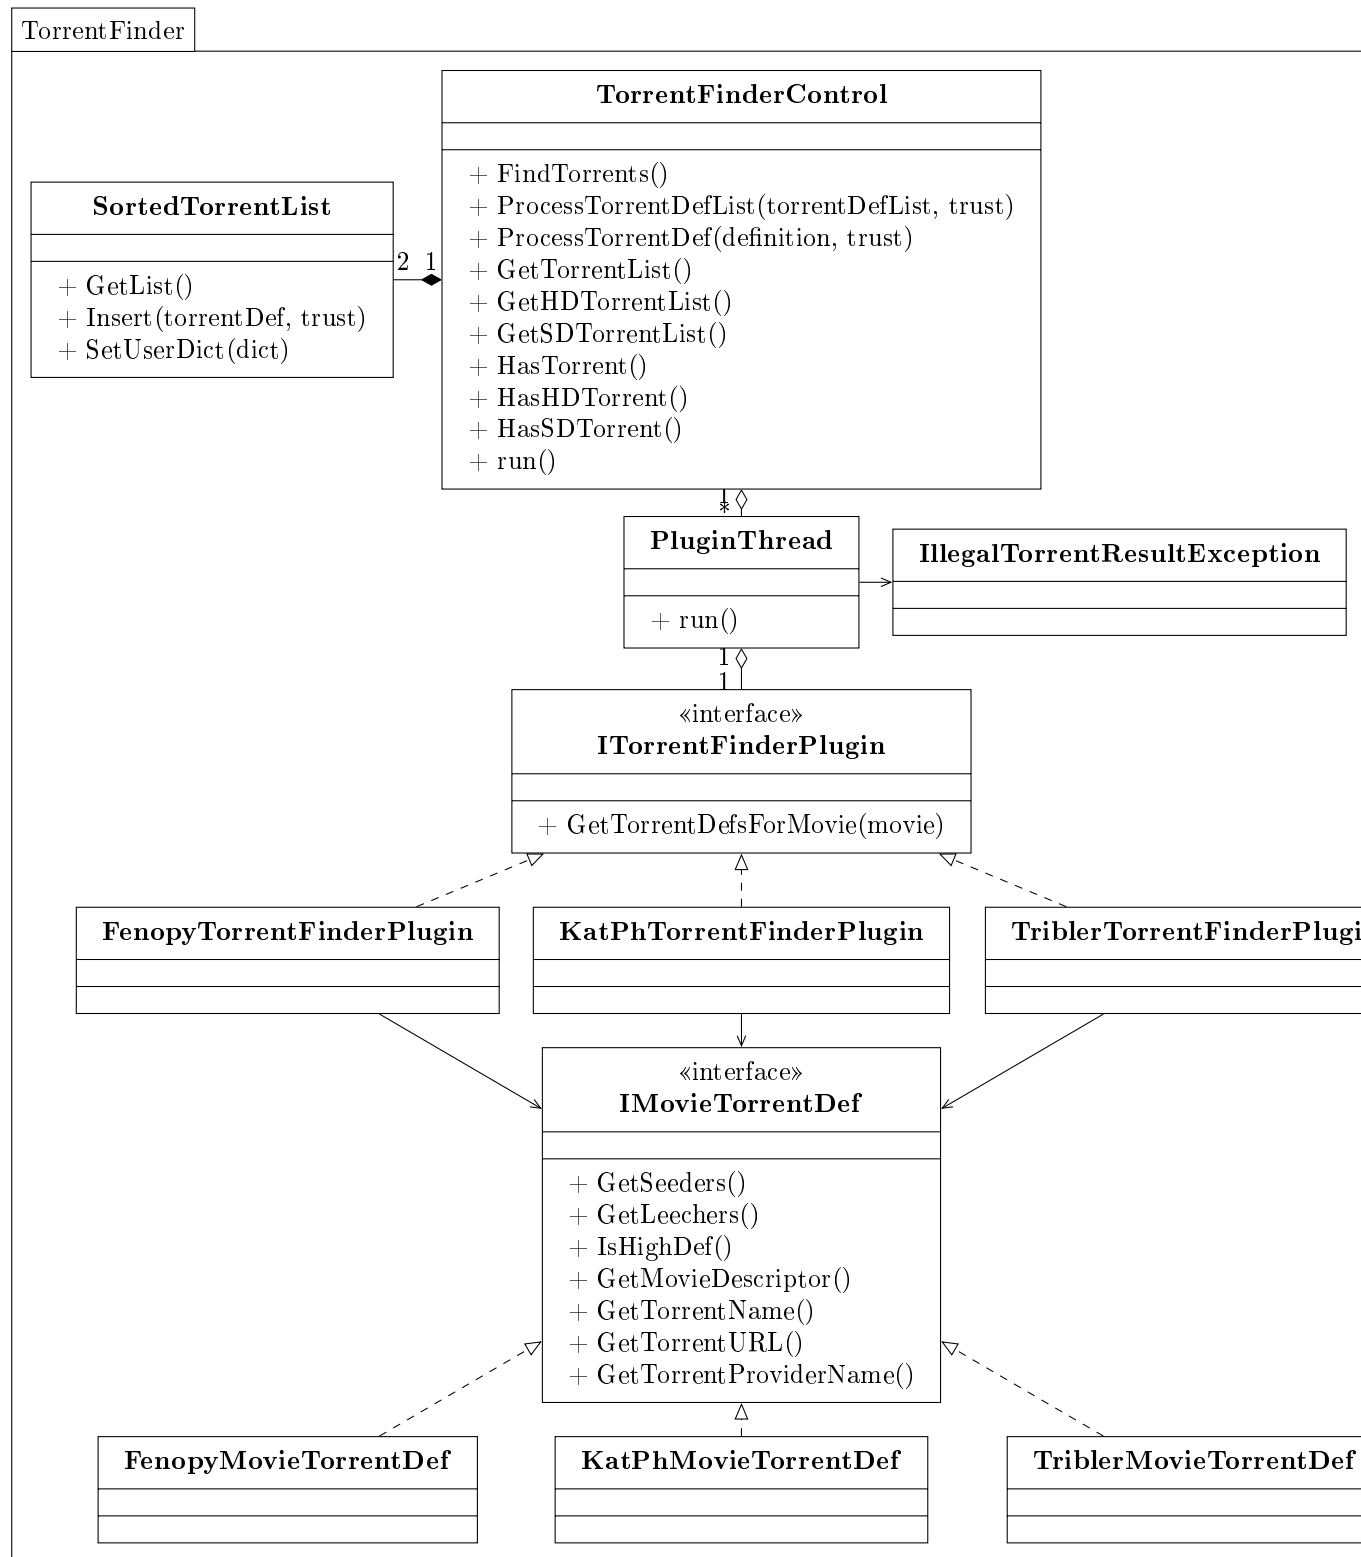 TorrentFinder
TorrentFinderControl
+ FindTorrents()
+ ProcessTorrentDefList(torrentDefList, trust)
+ ProcessTorrentDef(definition, trust)
+ GetTorrentList()
+ GetHDTorrentList()
+ GetSDTorrentList()
+ HasTorrent()
+ HasHDTorrent()
+ HasSDTorrent()
+ run()
SortedTorrentList
+ GetList()
+ Insert(torrentDef, trust)
+ SetUserDict(dict)
2 1
1
*
PluginThread
+ run()
IllegalTorrentResultException
1
1
«interface»
ITorrentFinderPlugin
+ GetTorrentDefsForMovie(movie)
FenopyTorrentFinderPlugin
KatPhTorrentFinderPlugin
TriblerTorrentFinderPlugi
«interface»
IMovieTorrentDef
+ GetSeeders()
+ GetLeechers()
+ IsHighDef()
+ GetMovieDescriptor()
+ GetTorrentName()
+ GetTorrentURL()
+ GetTorrentProviderName()
FenopyMovieTorrentDef
KatPhMovieTorrentDef
TriblerMovieTorrentDef